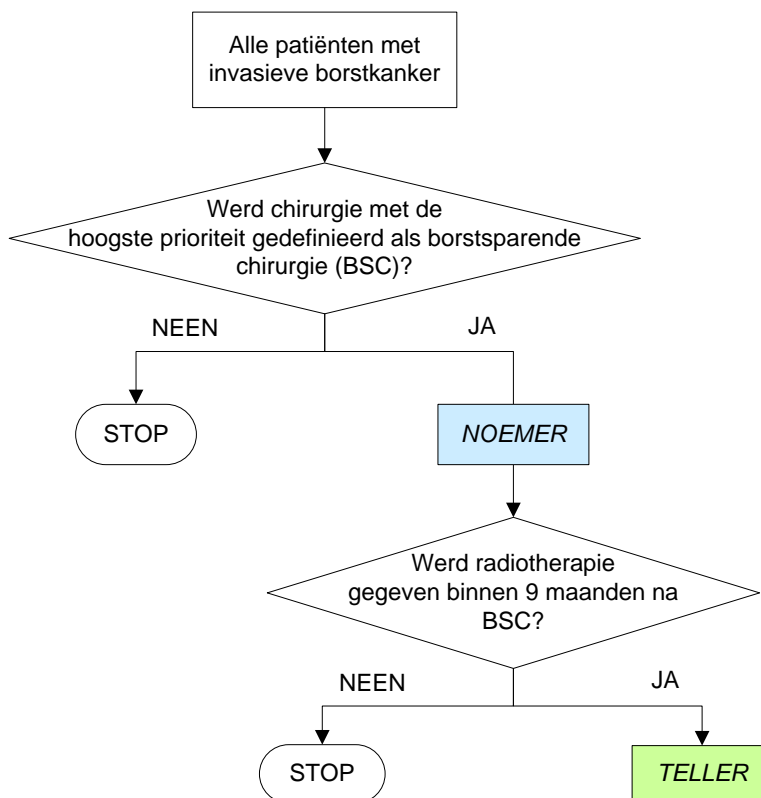 Alle patiënten met
invasieve borstkanker
Werd chirurgie met de
hoogste prioriteit gedefinieerd als borstsparende
chirurgie (BSC)?
NEEN
JA
STOP
NOEMER
Werd radiotherapie
gegeven binnen 9 maanden na
BSC?
NEEN
JA
STOP
TELLER